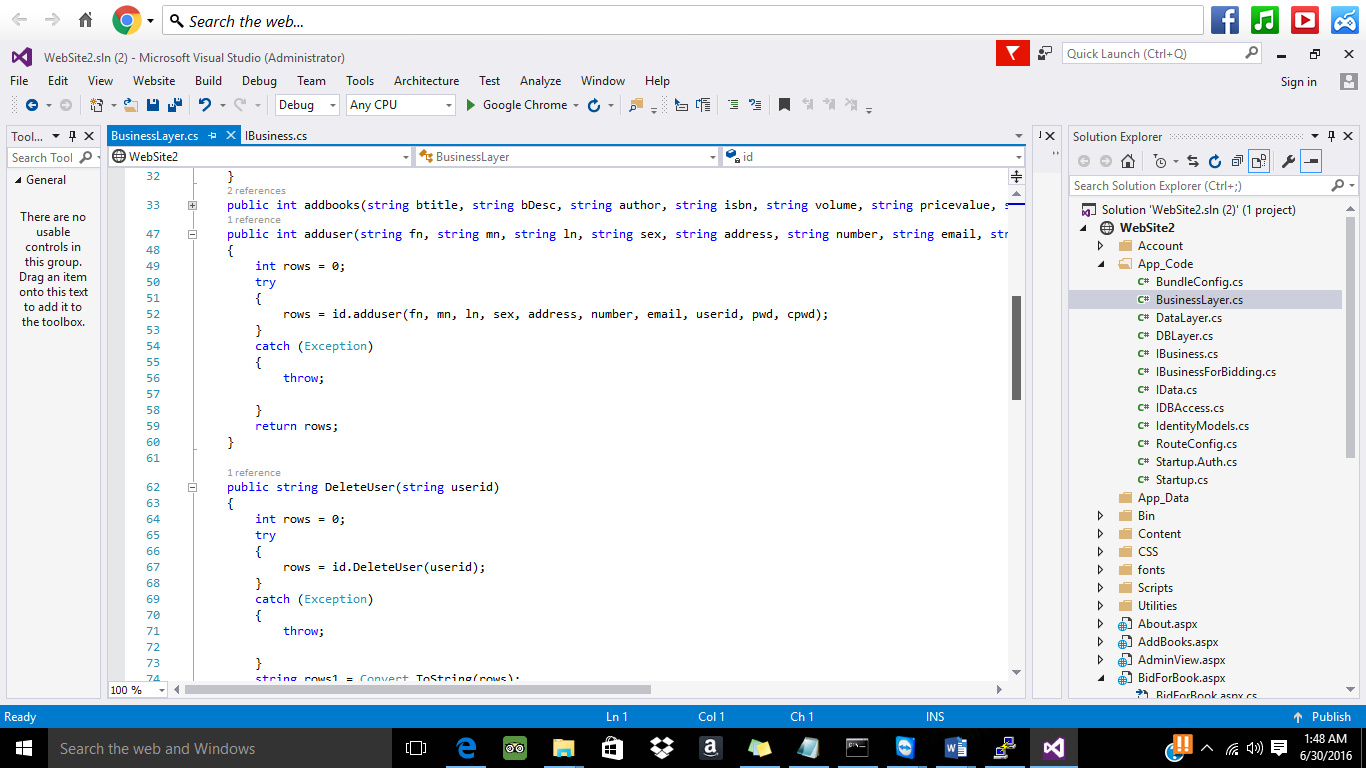 Search the web...
WebSite2.sln (2) - Microsoft Visual Studio (Administrator)
Quick Launch (Ctrl+Q)
File Edit View Website Build Debug Team Tools Architecture Test Analyze Window Help
Sign in
Debug Any CPU Google Chrome
Tool...
Search Tool
General
There are no
usable
controls in
this group.
Drag an item
onto this text
to add it to
the toolbox.
BusinessLayer.cs IBusiness.cs
WebSite2 BusinessLayer id
32 }
2 references
33 public int addbooks(string btitle, string bDesc, string author, string isbn, string volume, string pricevalue, s
1 reference
47 public int adduser(string fn, string mn, string ln, string sex, string address, string number, string email, str
48 {
49 int rows = 0;
50 try
51 {
52 rows = id.adduser(fn, mn, ln, sex, address, number, email, userid, pwd, cpwd);
53 }
54 catch (Exception)
55 {
56 throw;
57
58 }
59 return rows;
60 }
61
1 reference
62 public string DeleteUser(string userid)
63 {
64 int rows = 0;
65 try
66 {
67 rows = id.DeleteUser(userid);
68 }
69 catch (Exception)
70 {
71 throw;
72
73 }
74 string rows1 = Convert.ToString(rows);
100 %
Solution Explorer
Search Solution Explorer (Ctrl+;)
Solution 'WebSite2.sln (2)' (1 project)
WebSite2
Account
App_Code
C# BundleConfig.cs
C# BusinessLayer.cs
C# DataLayer.cs
C# DBLayer.cs
C# IBusiness.cs
C# IBusinessForBidding.cs
C# IData.cs
C# IDBAccess.cs
C# IdentityModels.cs
C# RouteConfig.cs
C# Startup.Auth.cs
C# Startup.cs
App_Data
Bin
Content
CSS
fonts
Scripts
Utilities
About.aspx
AddBooks.aspx
AdminView.aspx
BidForBook.aspx
BidForBook.aspx.cs
Ready Ln 1 Col 1 Ch 1 INS Publish
Search the web and Windows
1:48 AM
6/30/2016